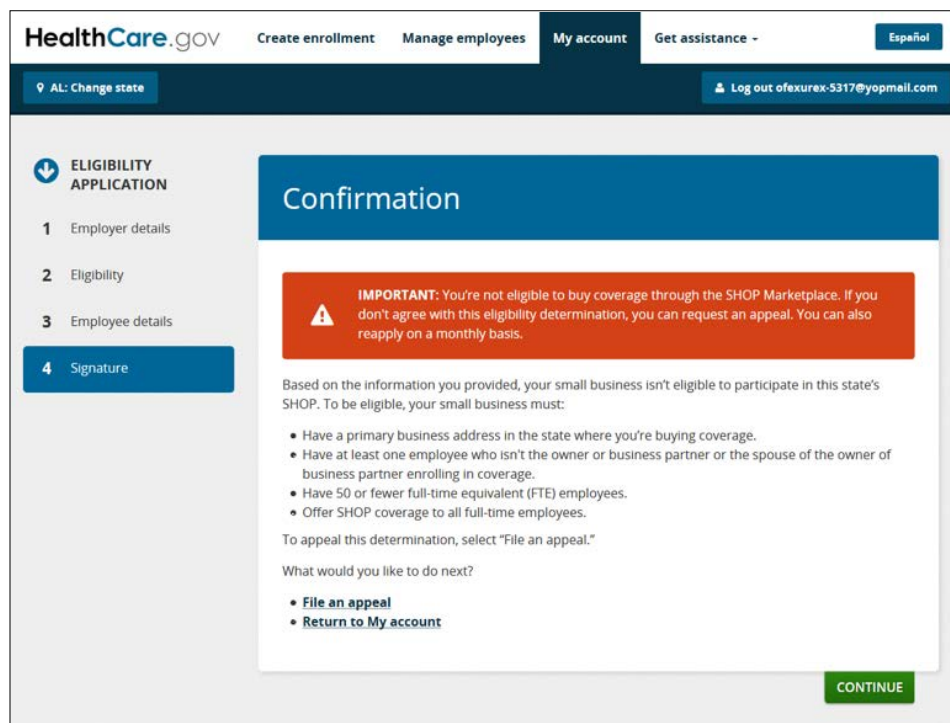 HealthCare.gov
Create enrollment
Manage employees
My account
Get assistance -
Español
AL: Change state
Log out ofexurex-5317@yopmail.com
ELIGIBILITY
APPLICATION
1 Employer details
2 Eligibility
3 Employee details
4 Signature
Confirmation
IMPORTANT: You're not eligible to buy coverage through the SHOP Marketplace. If you
don't agree with this eligibility determination, you can request an appeal. You can also
reapply on a monthly basis.
Based on the information you provided, your small business isn't eligible to participate in this state's
SHOP. To be eligible, your small business must:
• Have a primary business address in the state where you're buying coverage.
• Have at least one employee who isn't the owner or business partner or the spouse of the owner of
business partner enrolling in coverage.
• Have 50 or fewer full-time equivalent (FTE) employees.
• Offer SHOP coverage to all full-time employees.
To appeal this determination, select "File an appeal."
What would you like to do next?
• File an appeal
• Return to My account
CONTINUE